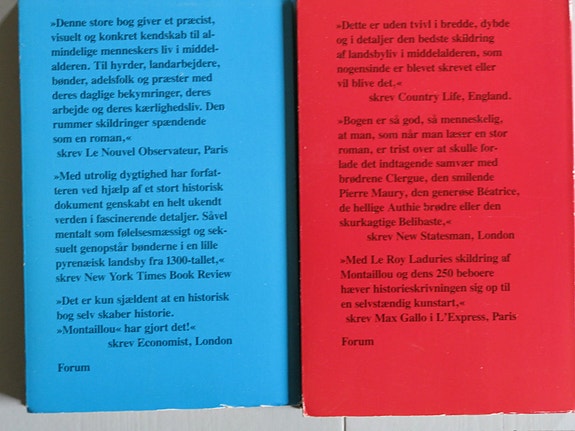 »Denne store bog giver et præcist,
visuelt og konkret kendskab til al-
mindelige menneskers liv i middel-
alderen. Til hyrder, landarbejdere,
bønder, adelsfolk og præster med
deres daglige bekymringer, deres
arbejde og deres kærlighedsliv. Den
rummer skildringer spændende
som en roman,«
skrev Le Nouvel Observateur, Paris
»Med utrolig dygtighed har forfat-
teren ved hjælp af et stort historisk
dokument genskabt en helt ukendt
verden i fascinerende detaljer. Såvel
mentalt som følelsesmæssigt og sek-
suelt genopstår bønderne i en lille
pyrenæisk landsby fra 1300-tallet,«
skrev New York Times Book Review
»Det er kun sjældent at en historisk
bog selv skaber historie.
»Montaillou« har gjort det!«
skrev Economist, London
Forum
»Dette er uden tvivl i bredde, dybde
og i detaljer den bedste skildring
af landsbyliv i middelalderen, som
nogensinde er blevet skrevet eller
vil blive det,«
skrev Country Life, England.
»Bogen er så god, så menneskelig,
at man, som når man læser en stor
roman, er trist over at skulle for-
lade det indtagende samvær med
brødrene Clergue, den smilende
Pierre Maury, den generøse Béatrice,
de hellige Authie brødre eller den
skurkagtige Belibaste,«
skrev New Statesman, London
»Med Le Roy Laduries skildring af
Montaillou og dens 250 beboere
hæver historieskrivningen sig op til
en selvstændig kunstart,«
skrev Max Gallo i L'Express, Paris
Forum